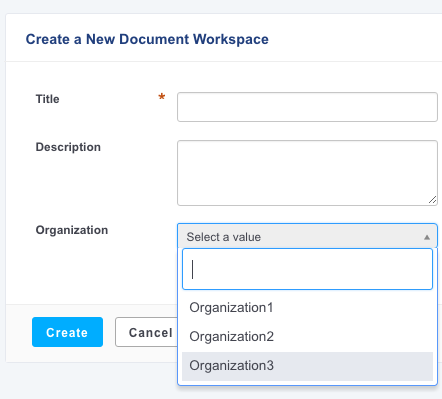 Create a New Document Workspace
Title *
Description
Organization
Select a value
Organization1
Organization2
Organization3
Create
Cancel